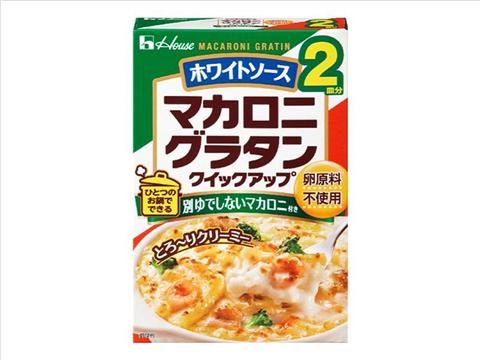 House
MACARONI GRATIN
ホワイトソース
2皿分
マカロニ
グラタン
クイックアップ
ひとつの
お鍋で
できる
卵原料
不使用
別ゆでしないマカロニ付き
とろ～りクリーミー